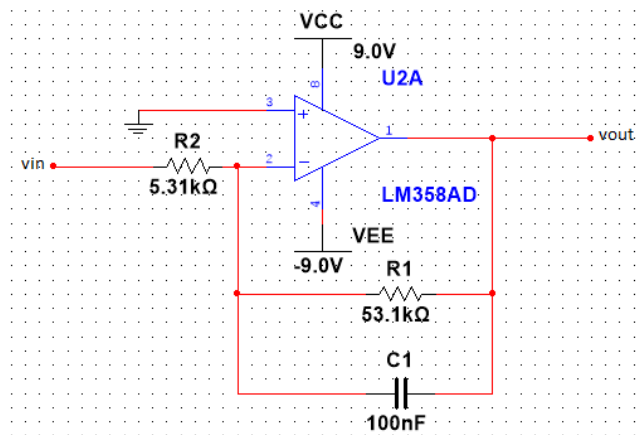 VCC
9.0V
8
U2A
3
+
1
vout
R2
vin
2
−
5.31kΩ
LM358AD
4
VEE
-9.0V
R1
53.1kΩ
C1
100nF